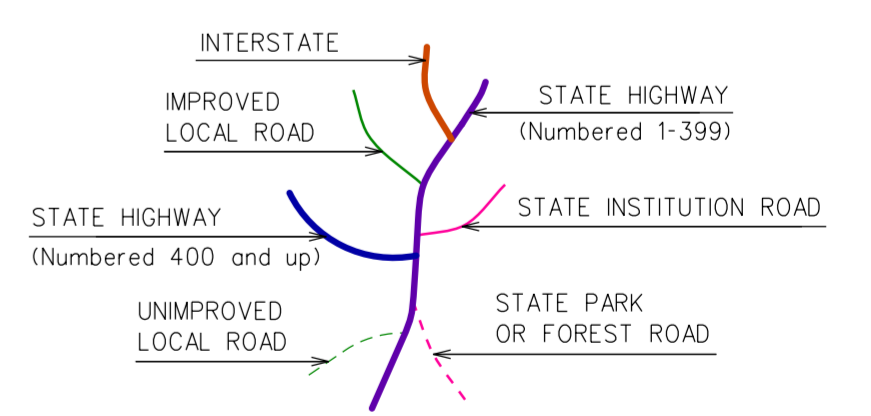 INTERSTATE
IMPROVED
LOCAL ROAD
STATE HIGHWAY
(Numbered 1-399)
STATE HIGHWAY
(Numbered 400 and up)
STATE INSTITUTION ROAD
UNIMPROVED
LOCAL ROAD
STATE PARK
OR FOREST ROAD